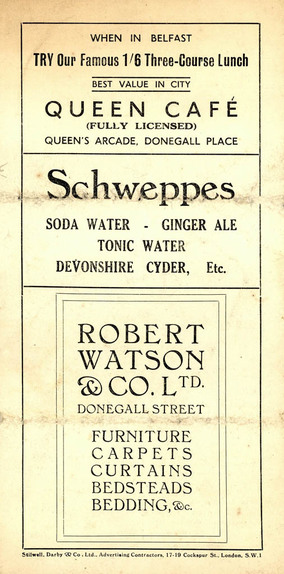 WHEN IN BELFAST
TRY Our Famous 1/6 Three-Course Lunch
BEST VALUE IN CITY
QUEEN CAFÉ
(FULLY LICENSED)
QUEEN'S ARCADE, DONEGALL PLACE
Schweppes
SODA WATER - GINGER ALE
TONIC WATER
DEVONSHIRE CYDER, Etc.
ROBERT
WATSON
& CO. LTD.
DONEGALL STREET
FURNITURE
CARPETS
CURTAINS
BEDSTEADS
BEDDING, &c.
Stilwell, Darby & Co. Ltd., Advertising Contractors, 17-19 Cockspur St., London, S.W.1